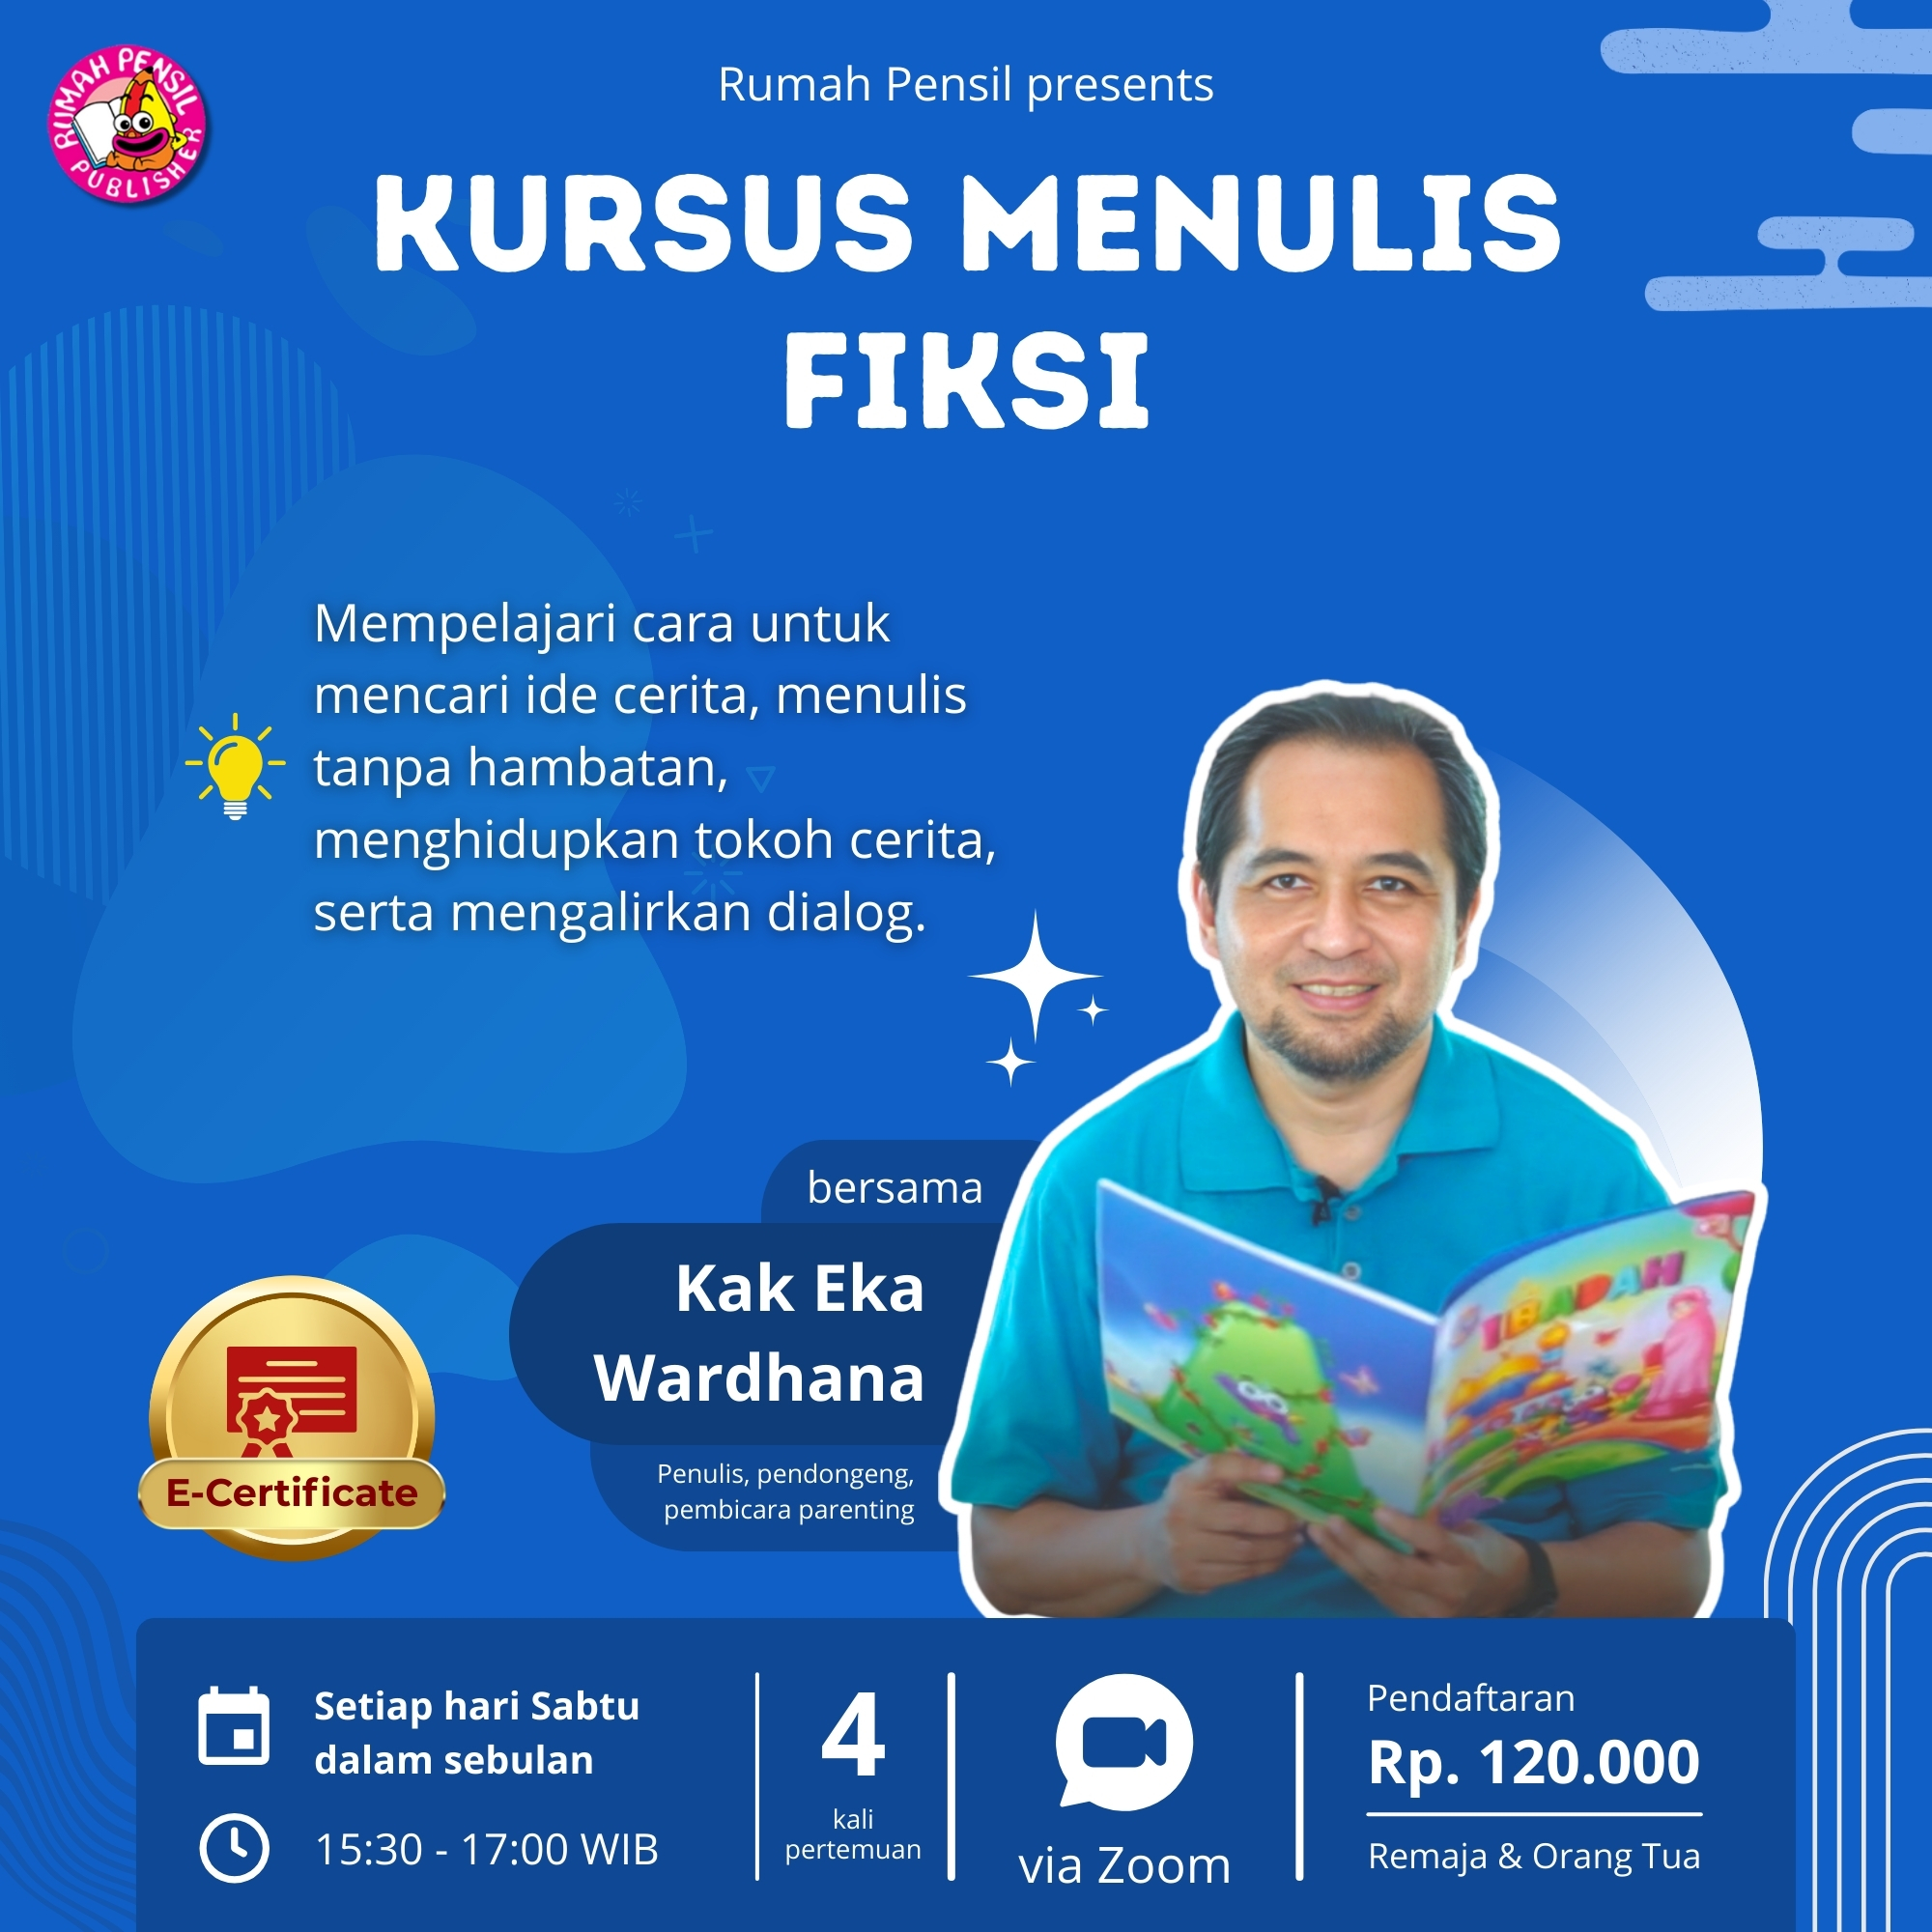 RUMAH PENSIL
PUBLISHER
Rumah Pensil presents
KURSUS MENULIS
FIKSI
Mempelajari cara untuk
mencari ide cerita, menulis
tanpa hambatan,
menghidupkan tokoh cerita,
serta mengalirkan dialog.
bersama
Kak Eka
Wardhana
Penulis, pendongeng,
pembicara parenting
E-Certificate
IBADAH
Setiap hari Sabtu
dalam sebulan
15:30 - 17:00 WIB
4
kali
pertemuan
via Zoom
Pendaftaran
Rp. 120.000
Remaja & Orang Tua